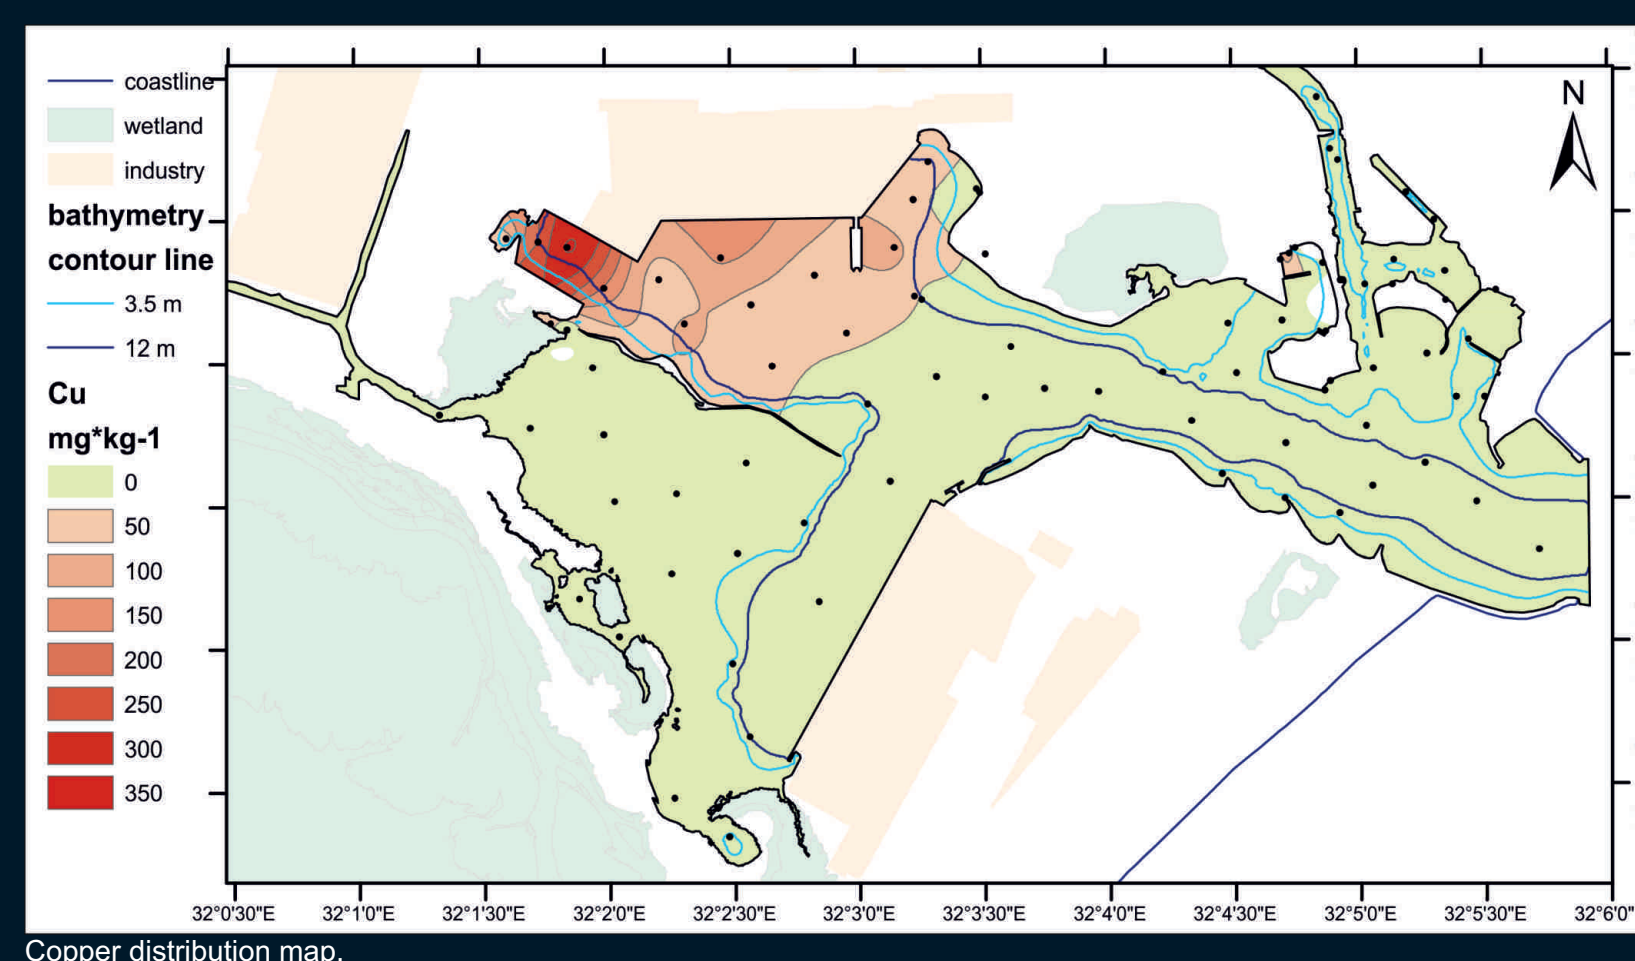 coastline
wetland
industry
bathymetry
contour line
3.5 m
12 m
Cu
mg*kg-1
0
50
100
150
200
250
300
350
N
32°0'30"E 32°1'0"E 32°1'30"E 32°2'0"E 32°2'30"E 32°3'0"E 32°3'30"E 32°4'0"E 32°4'30"E 32°5'0"E 32°5'30"E 32°6'0"
Copper distribution map.